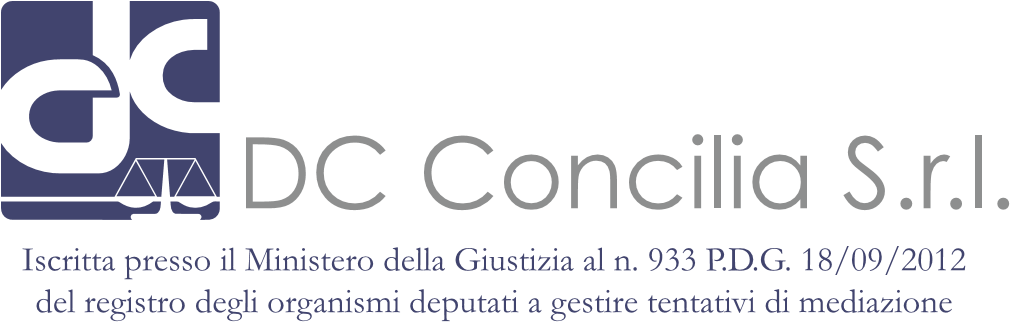 dc
DC Concilia S.r.l.
Iscritta presso il Ministero della Giustizia al n. 933 P.D.G. 18/09/2012
del registro degli organismi deputati a gestire tentativi di mediazione